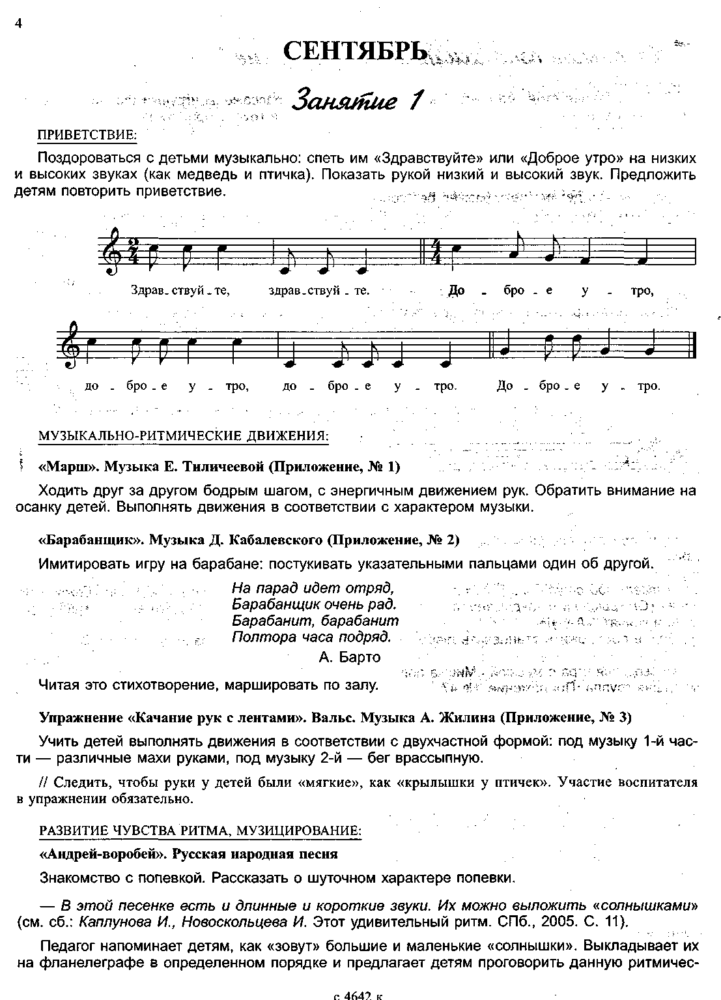 4
СЕНТЯБРЬ
Занятие 1
ПРИВЕТСТВИЕ:
Поздороваться с детьми музыкально: спеть им «Здравствуйте» или «Доброе утро» на низких
и высоких звуках (как медведь и птичка). Показать рукой низкий и высокий звук. Предложить
детям повторить приветствие.
2 4 4 4
Здрав-ствуй-те, здрав-ствуй - те. До - бро - е у - тро,
до - бро - е у - тро, до - бро - е у - тро. До - бро - е у - тро.
МУЗЫКАЛЬНО-РИТМИЧЕСКИЕ ДВИЖЕНИЯ:
«Марш». Музыка Е. Тиличеевой (Приложение, № 1)
Ходить друг за другом бодрым шагом, с энергичным движением рук. Обратить внимание на
осанку детей. Выполнять движения в соответствии с характером музыки.
«Барабанщик». Музыка Д. Кабалевского (Приложение, № 2)
Имитировать игру на барабане: постукивать указательными пальцами один об другой.
На парад идет отряд,
Барабанщик очень рад.
Барабанит, барабанит
Полтора часа подряд.
А. Барто
Читая это стихотворение, маршировать по залу.
Упражнение «Качание рук с лентами». Вальс. Музыка А. Жилина (Приложение, № 3)
Учить детей выполнять движения в соответствии с двухчастной формой: под музыку 1-й час-
ти — различные махи руками, под музыку 2-й — бег врассыпную.
// Следить, чтобы руки у детей были «мягкие», как «крылышки у птичек». Участие воспитателя
в упражнении обязательно.
РАЗВИТИЕ ЧУВСТВА РИТМА, МУЗИЦИРОВАНИЕ:
«Андрей-воробей». Русская народная песня
Знакомство с попевкой. Рассказать о шуточном характере попевки.
— В этой песенке есть и длинные и короткие звуки. Их можно выложить «солнышками»
(см. сб.: Каплунова И., Новоскольцева И. Этот удивительный ритм. СПб., 2005. С. 11).
Педагог напоминает детям, как «зовут» большие и маленькие «солнышки». Выкладывает их
на фланелеграфе в определенном порядке и предлагает детям проговорить данную ритмичес-
с 4642 к